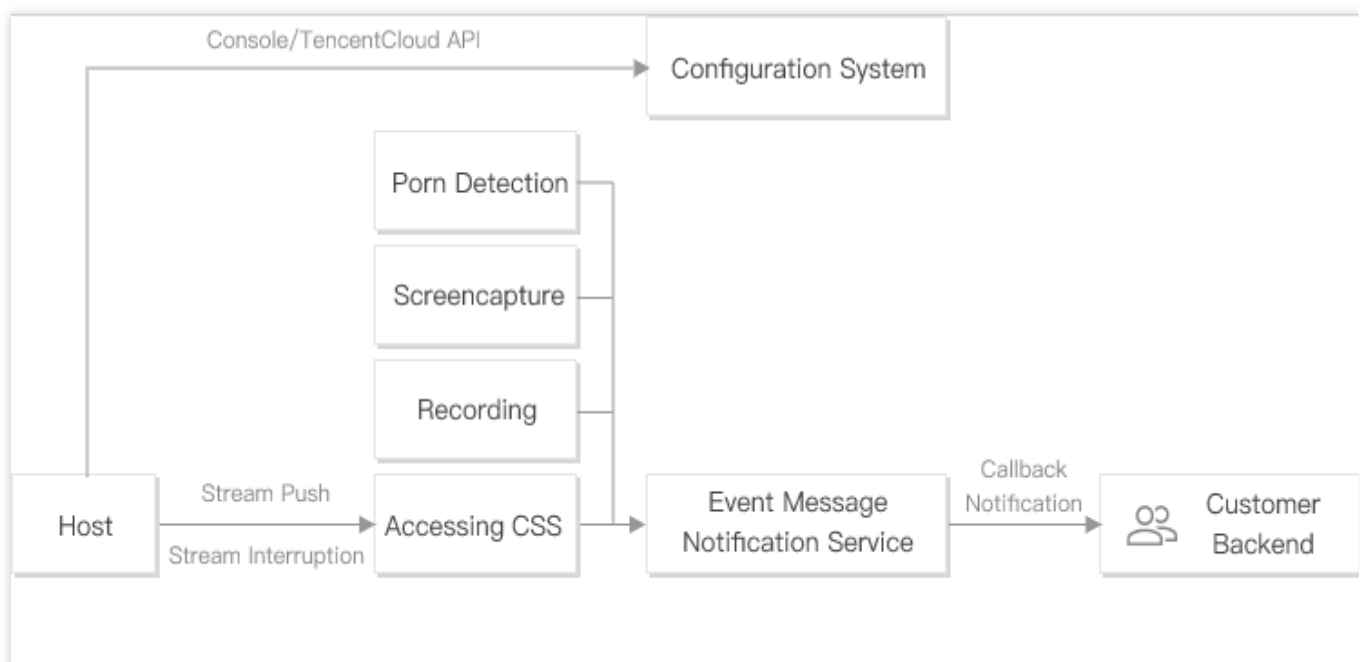 Console/TencentCloud API
Configuration System
Porn Detection
Screencapture
Recording
Host
Stream Push
Stream Interruption
Accessing CSS
Event Message
Notification Service
Callback
Notification
Customer
Backend